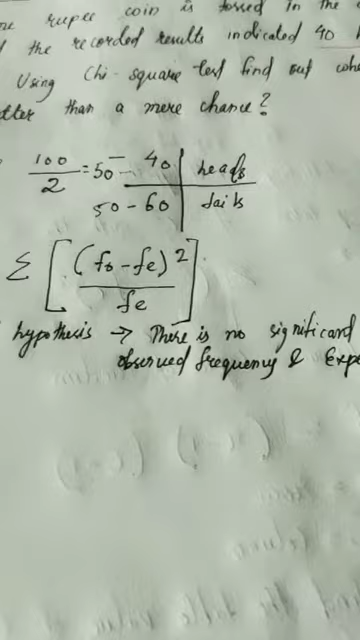 rupee coin is tossed in the
the recorded results indicated 40
Using Chi-square test find out
than a mere chance?
100/2 = 50 - 40 | heads
50 - 60 | tails
Σ [(fo - fe)²/fe]
hypothesis → There is no significant
observed frequency &